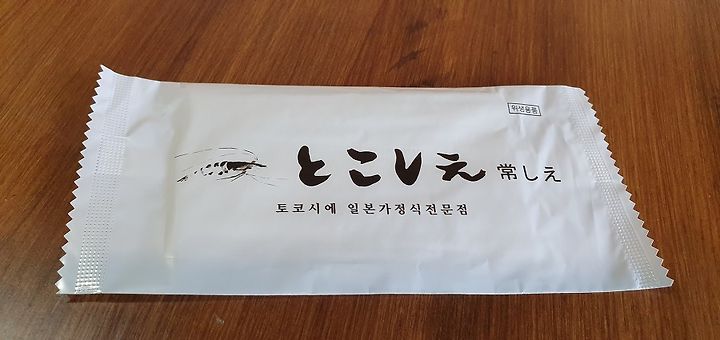 위생용품
とこしえ 常しえ
토코시에 일본가정식전문점